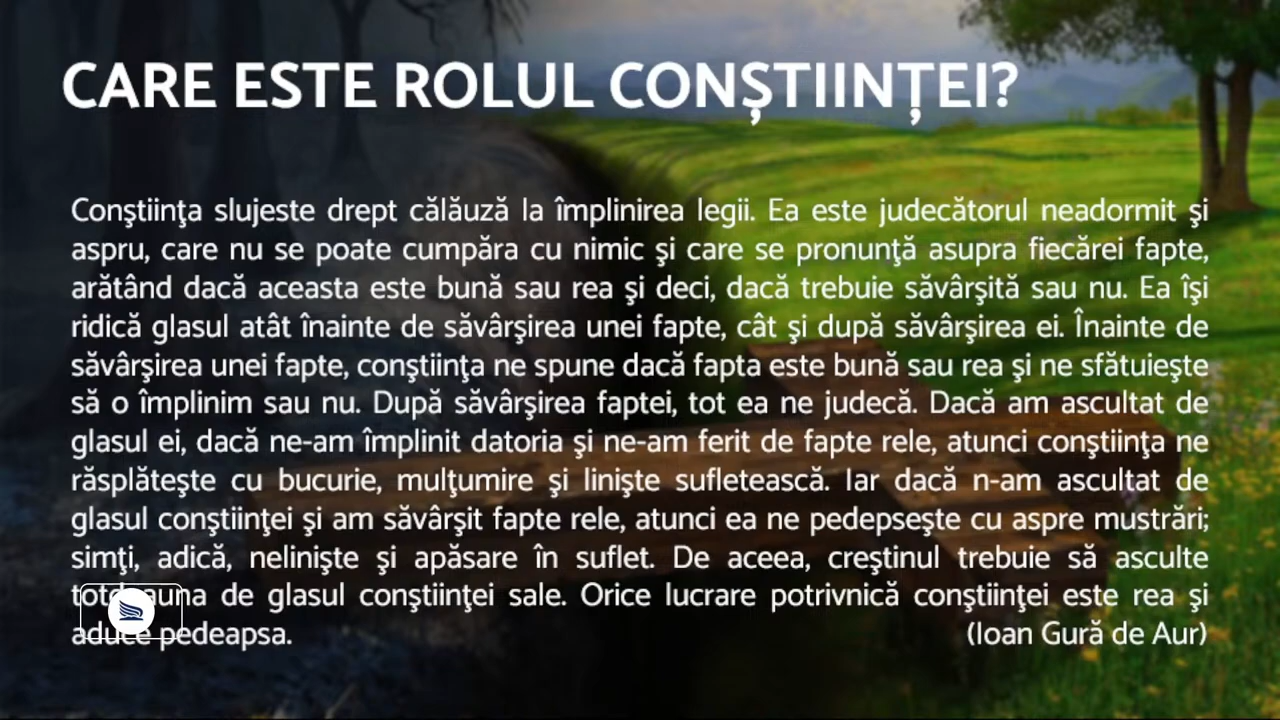 CARE ESTE ROLUL CONȘTIINȚEI?
Conştiinţa slujeste drept călăuză la împlinirea legii. Ea este judecătorul neadormit şi
aspru, care nu se poate cumpăra cu nimic şi care se pronunţă asupra fiecărei fapte,
arătând dacă aceasta este bună sau rea şi deci, dacă trebuie săvârşită sau nu. Ea îşi
ridică glasul atât înainte de săvârşirea unei fapte, cât şi după săvârşirea ei. Înainte de
săvârşirea unei fapte, conştiinţa ne spune dacă fapta este bună sau rea şi ne sfătuieşte
să o împlinim sau nu. După săvârşirea faptei, tot ea ne judecă. Dacă am ascultat de
glasul ei, dacă ne-am împlinit datoria şi ne-am ferit de fapte rele, atunci conştiinţa ne
răsplăteşte cu bucurie, mulţumire şi linişte sufletească. Iar dacă n-am ascultat de
glasul conştiinţei şi am săvârşit fapte rele, atunci ea ne pedepseşte cu aspre mustrări;
simţi, adică, nelinişte şi apăsare în suflet. De aceea, creştinul trebuie să asculte
de glasul conştiinţei sale. Orice lucrare potrivnică conştiinţei este rea şi
aduce pedeapsa. (Ioan Gură de Aur)